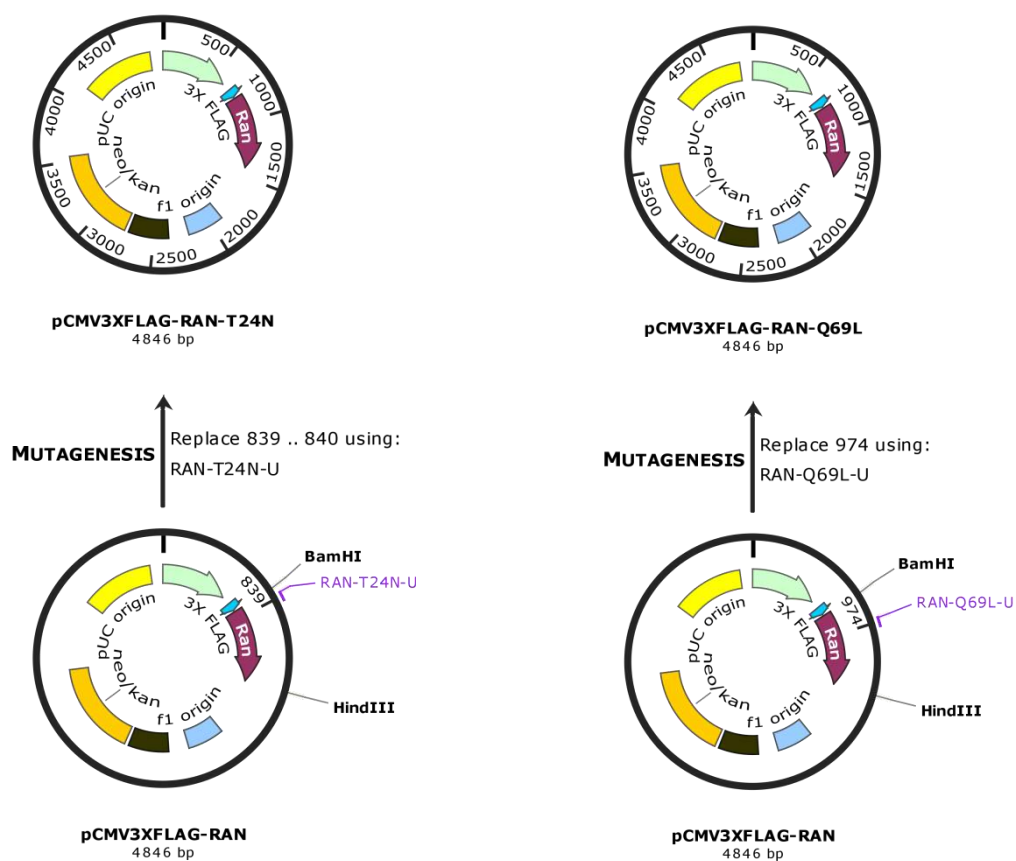 4500
500
4000
1000
pUC origin
3X FLAG
Ran
neo/kan
3500
1500
f1 origin
3000
2000
2500
pCMV3XFLAG-RAN-T24N
4846 bp
4500
500
4000
1000
pUC origin
3X FLAG
Ran
neo/kan
3500
1500
f1 origin
3000
2000
2500
pCMV3XFLAG-RAN-Q69L
4846 bp
MUTAGENESIS
Replace 839 .. 840 using:
RAN-T24N-U
MUTAGENESIS
Replace 974 using:
RAN-Q69L-U
BamHI
RAN-T24N-U
839
pUC origin
3X FLAG
Ran
neo/kan
f1 origin
HindIII
pCMV3XFLAG-RAN
4846 bp
BamHI
RAN-Q69L-U
974
pUC origin
3X FLAG
Ran
neo/kan
f1 origin
HindIII
pCMV3XFLAG-RAN
4846 bp